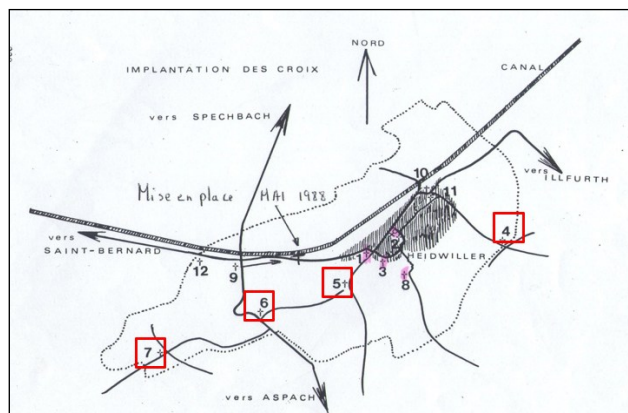 NORD
IMPLANTATION DES CROIX
CANAL
vers SPECHBACH
vers
ILLFURTH
Mise en place MAI 1988
10
11
4
2
HEIDWILLER
vers
SAINT-BERNARD
12
9
1
3
5
8
6
7
vers ASPACH